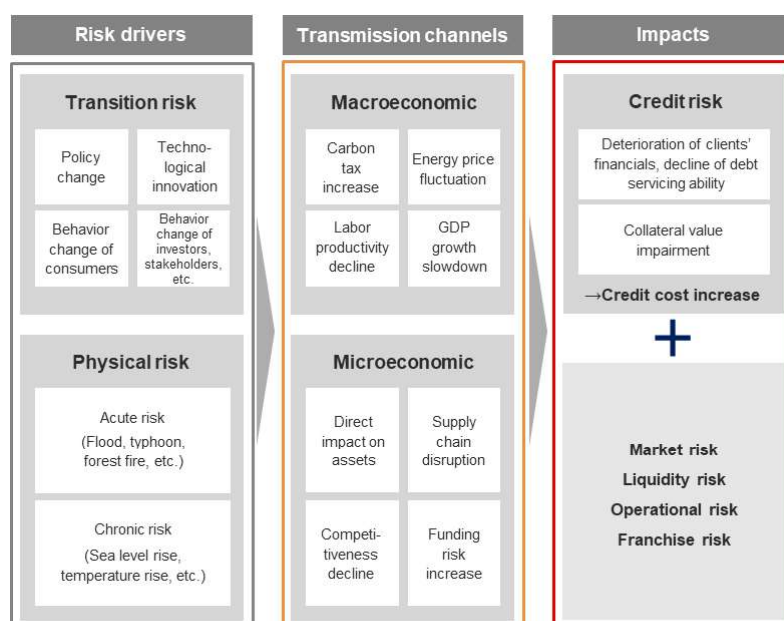 Risk drivers
Transition risk
Policy
change
Techno-
logical
innovation
Behavior
change of
consumers
Behavior
change of
investors,
stakeholders,
etc.
Physical risk
Acute risk
(Flood, typhoon,
forest fire, etc.)
Chronic risk
(Sea level rise,
temperature rise, etc.)
Transmission channels
Macroeconomic
Carbon
tax
increase
Energy price
fluctuation
Labor
productivity
decline
GDP
growth
slowdown
Microeconomic
Direct
impact on
assets
Supply
chain
disruption
Competi-
tiveness
decline
Funding
risk
increase
Impacts
Credit risk
Deterioration of clients'
financials, decline of debt
servicing ability
Collateral value
impairment
→Credit cost increase
+
Market risk
Liquidity risk
Operational risk
Franchise risk